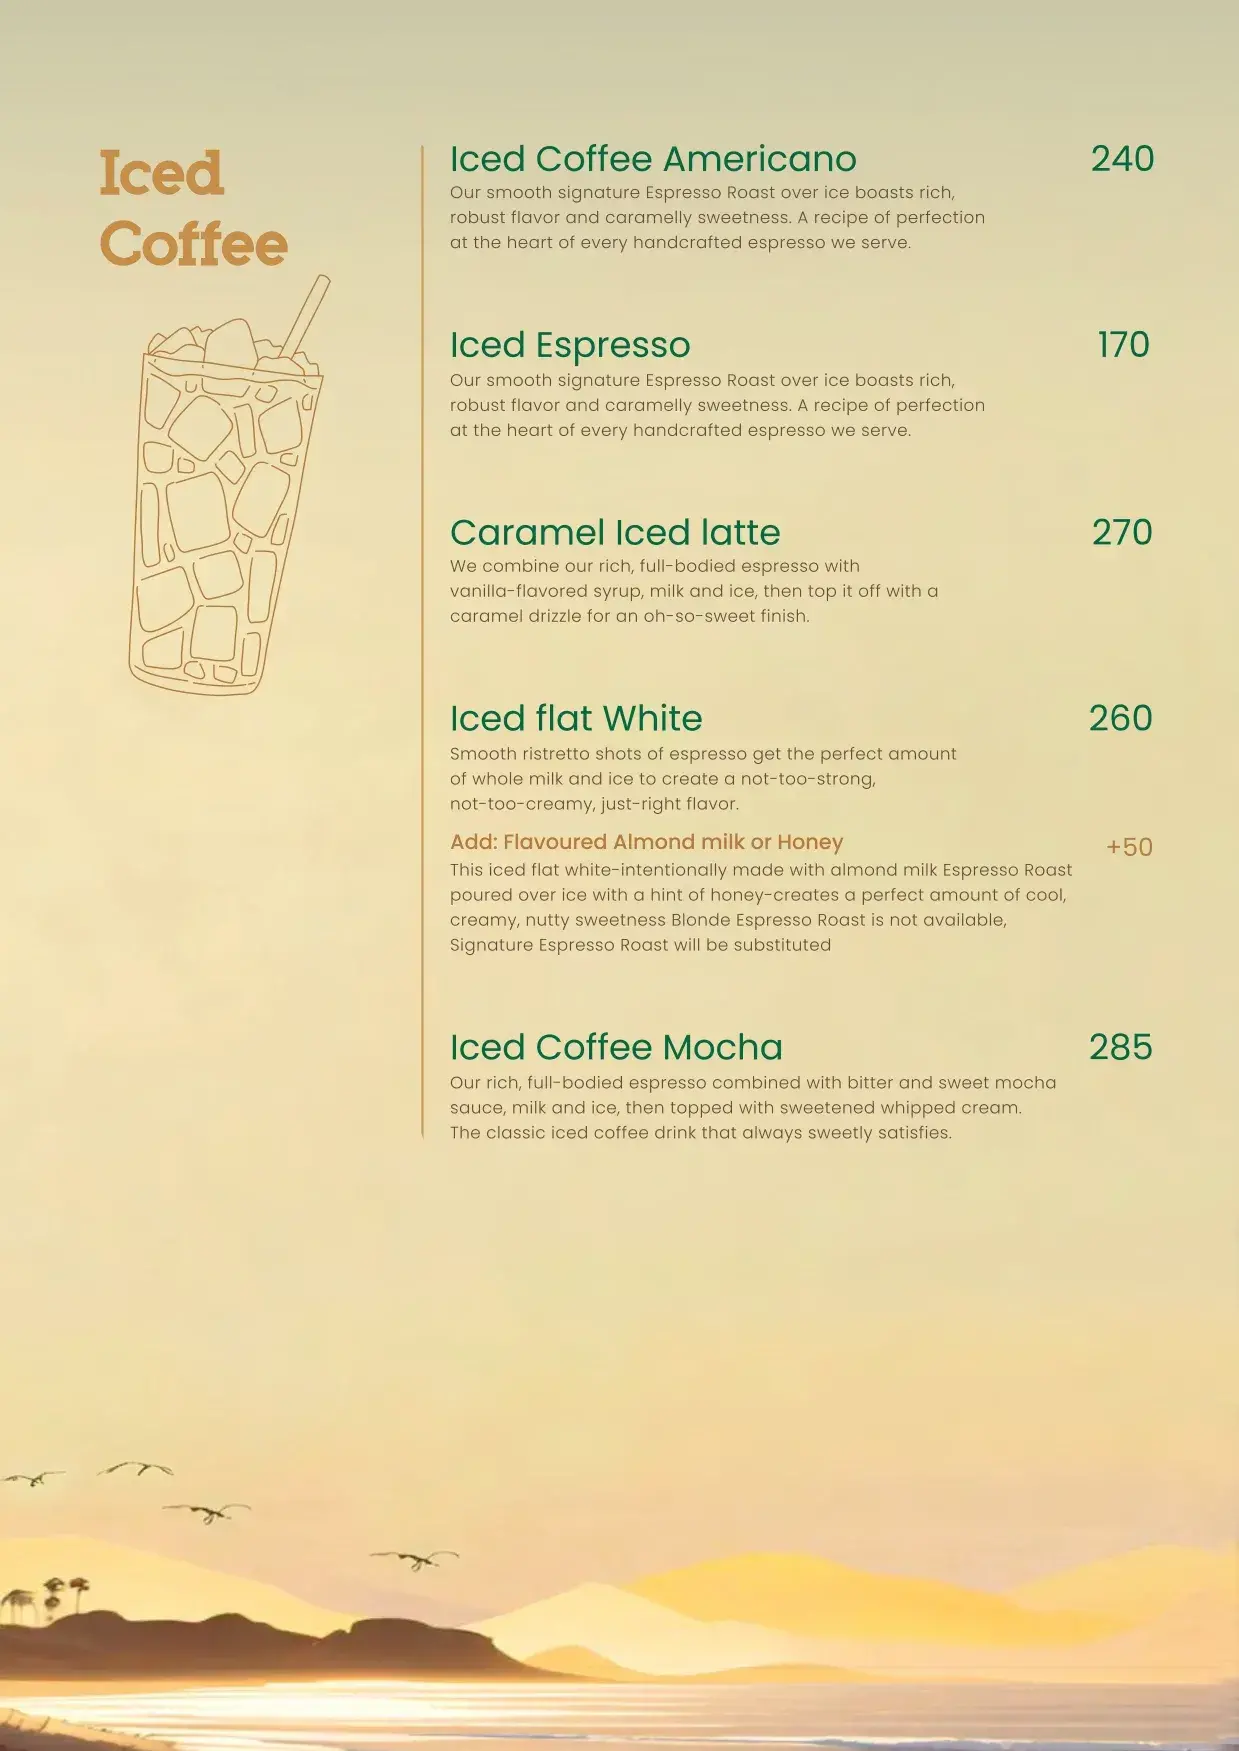 Iced
Coffee
Iced Coffee Americano 240
Our smooth signature Espresso Roast over ice boasts rich,
robust flavor and caramelly sweetness. A recipe of perfection
at the heart of every handcrafted espresso we serve.
Iced Espresso 170
Our smooth signature Espresso Roast over ice boasts rich,
robust flavor and caramelly sweetness. A recipe of perfection
at the heart of every handcrafted espresso we serve.
Caramel Iced latte 270
We combine our rich, full-bodied espresso with
vanilla-flavored syrup, milk and ice, then top it off with a
caramel drizzle for an oh-so-sweet finish.
Iced flat White 260
Smooth ristretto shots of espresso get the perfect amount
of whole milk and ice to create a not-too-strong,
not-too-creamy, just-right flavor.
Add: Flavoured Almond milk or Honey +50
This iced flat white-intentionally made with almond milk Espresso Roast
poured over ice with a hint of honey-creates a perfect amount of cool,
creamy, nutty sweetness Blonde Espresso Roast is not available,
Signature Espresso Roast will be substituted
Iced Coffee Mocha 285
Our rich, full-bodied espresso combined with bitter and sweet mocha
sauce, milk and ice, then topped with sweetened whipped cream.
The classic iced coffee drink that always sweetly satisfies.